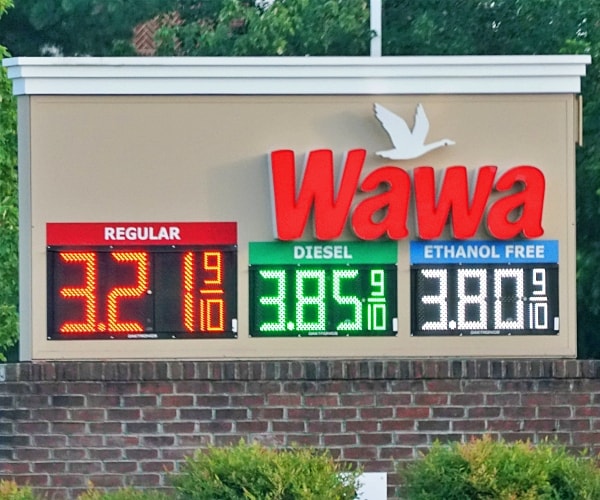 Wawa
REGULAR
3.21 9/10
DIESEL
3.85 9/10
ETHANOL FREE
3.80 9/10